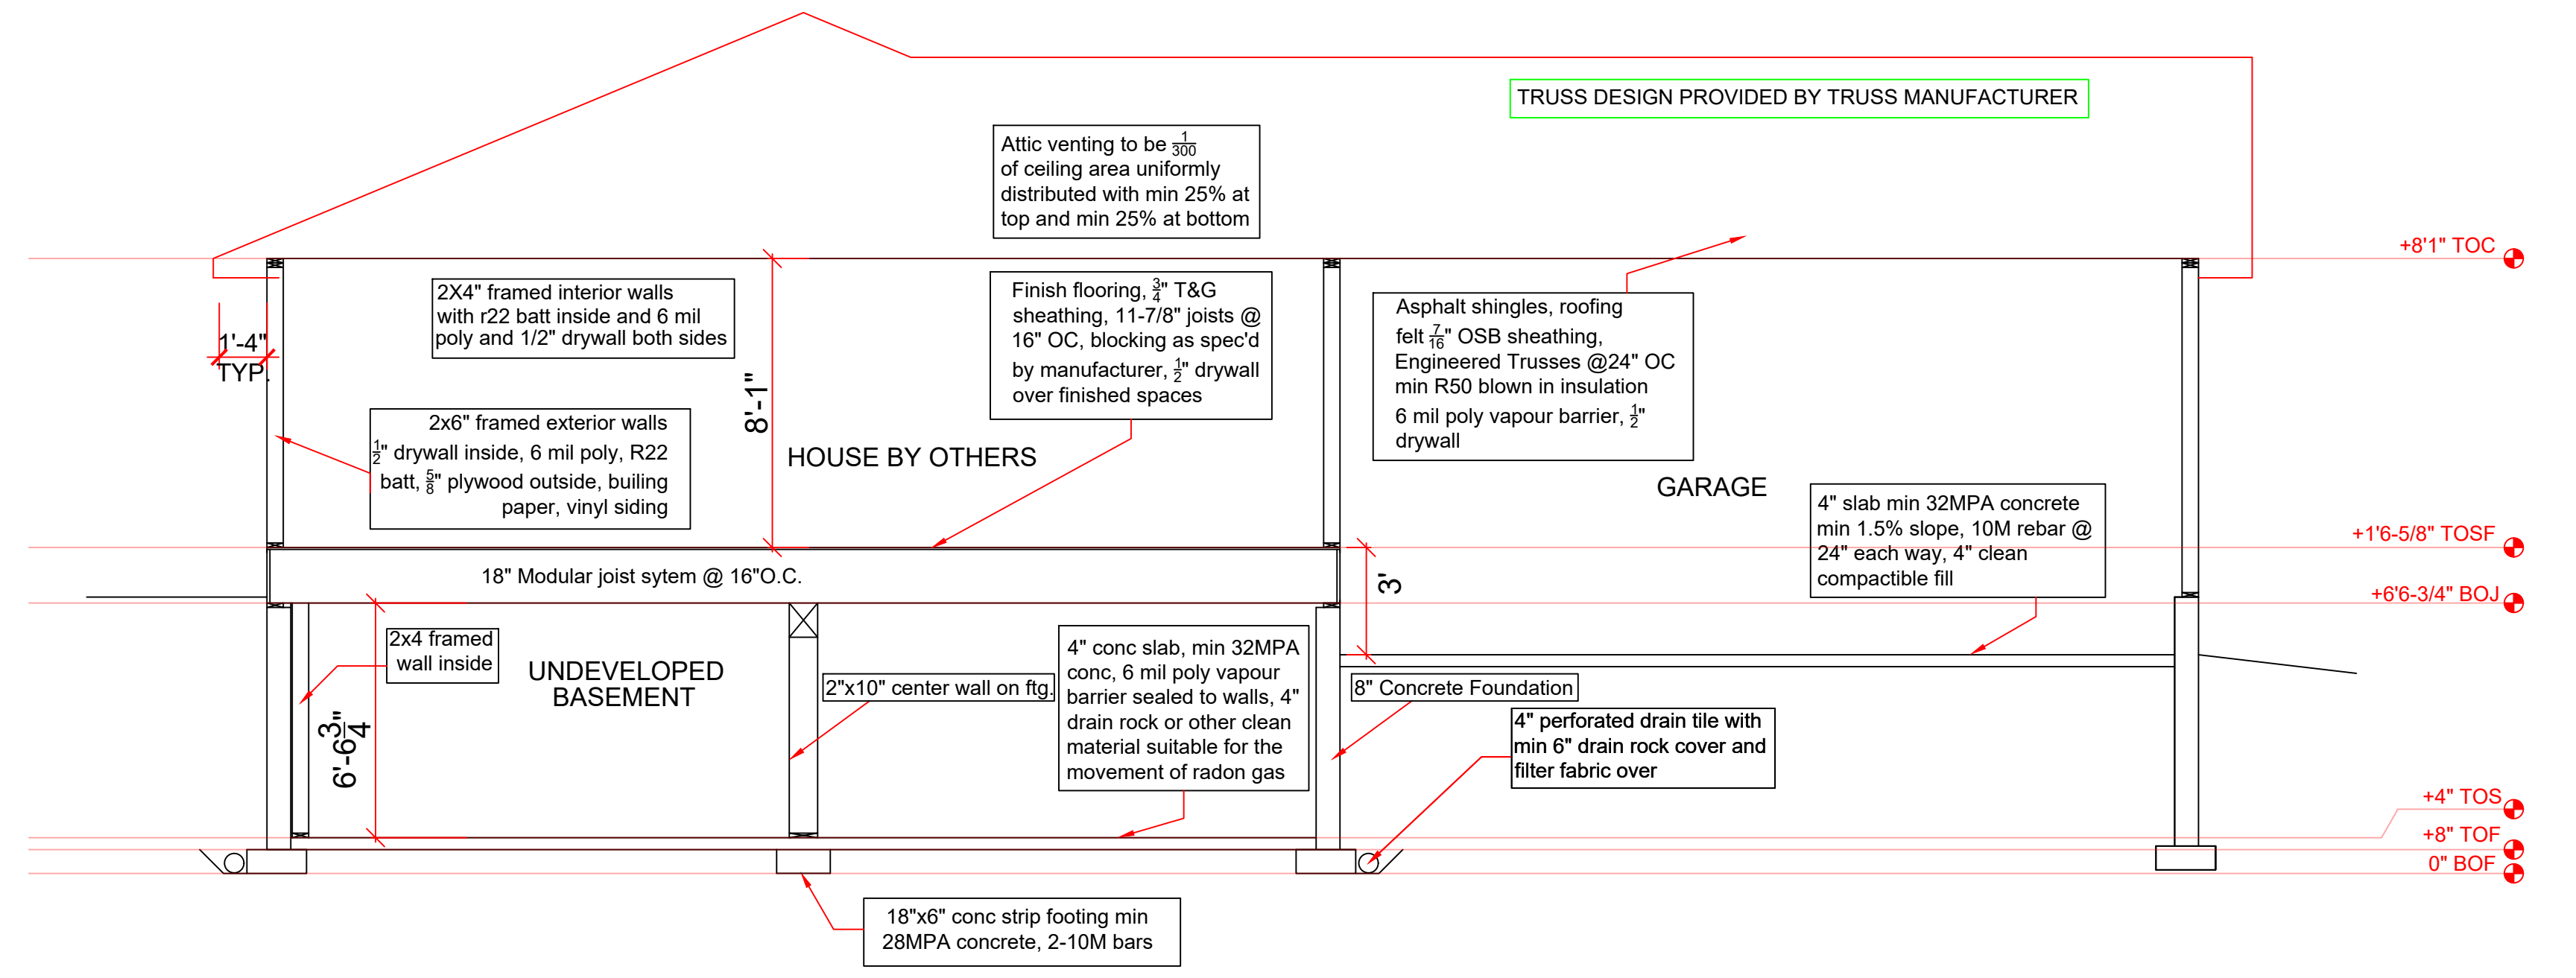 TRUSS DESIGN PROVIDED BY TRUSS MANUFACTURER
Attic venting to be 1/300
of ceiling area uniformly
distributed with min 25% at
top and min 25% at bottom
+8'1" TOC
2X4" framed interior walls
with r22 batt inside and 6 mil
poly and 1/2" drywall both sides
Finish flooring, 3/4" T&G
sheathing, 11-7/8" joists @
16" OC, blocking as spec'd
by manufacturer, 1/2" drywall
over finished spaces
Asphalt shingles, roofing
felt 7/16" OSB sheathing,
Engineered Trusses @24" OC
min R50 blown in insulation
6 mil poly vapour barrier, 1/2"
drywall
1'-4"
TYP.
8'-1"
2x6" framed exterior walls
1/2" drywall inside, 6 mil poly, R22
batt, 5/8" plywood outside, builing
paper, vinyl siding
HOUSE BY OTHERS
GARAGE
4" slab min 32MPA concrete
min 1.5% slope, 10M rebar @
24" each way, 4" clean
compactible fill
+1'6-5/8" TOSF
18" Modular joist sytem @ 16"O.C.
3'
+6'6-3/4" BOJ
2x4 framed
wall inside
UNDEVELOPED
BASEMENT
6'-6 3/4"
2"x10" center wall on ftg.
4" conc slab, min 32MPA
conc, 6 mil poly vapour
barrier sealed to walls, 4"
drain rock or other clean
material suitable for the
movement of radon gas
8" Concrete Foundation
4" perforated drain tile with
min 6" drain rock cover and
filter fabric over
+4" TOS
+8" TOF
0" BOF
18"x6" conc strip footing min
28MPA concrete, 2-10M bars